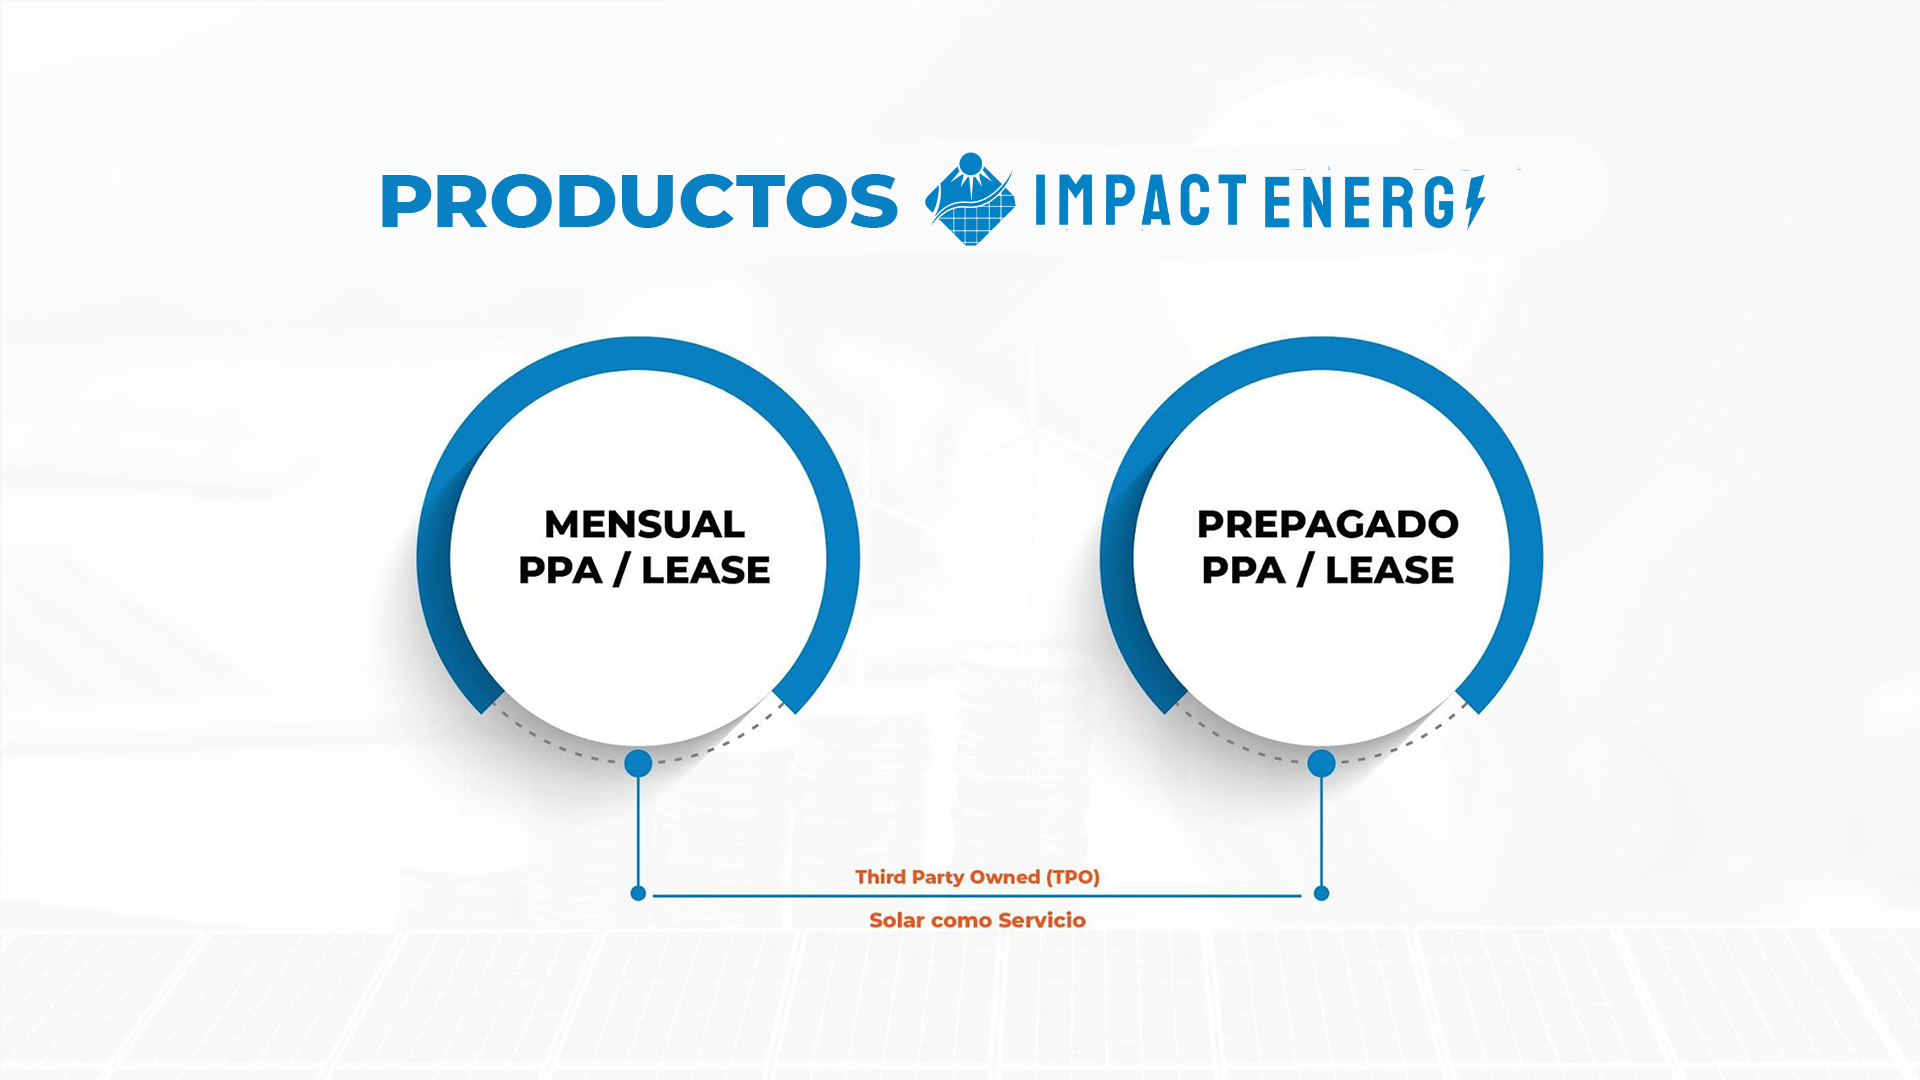 PRODUCTOS IMPACT ENERGY
MENSUAL
PPA / LEASE
PREPAGADO
PPA / LEASE
Third Party Owned (TPO)
Solar como Servicio